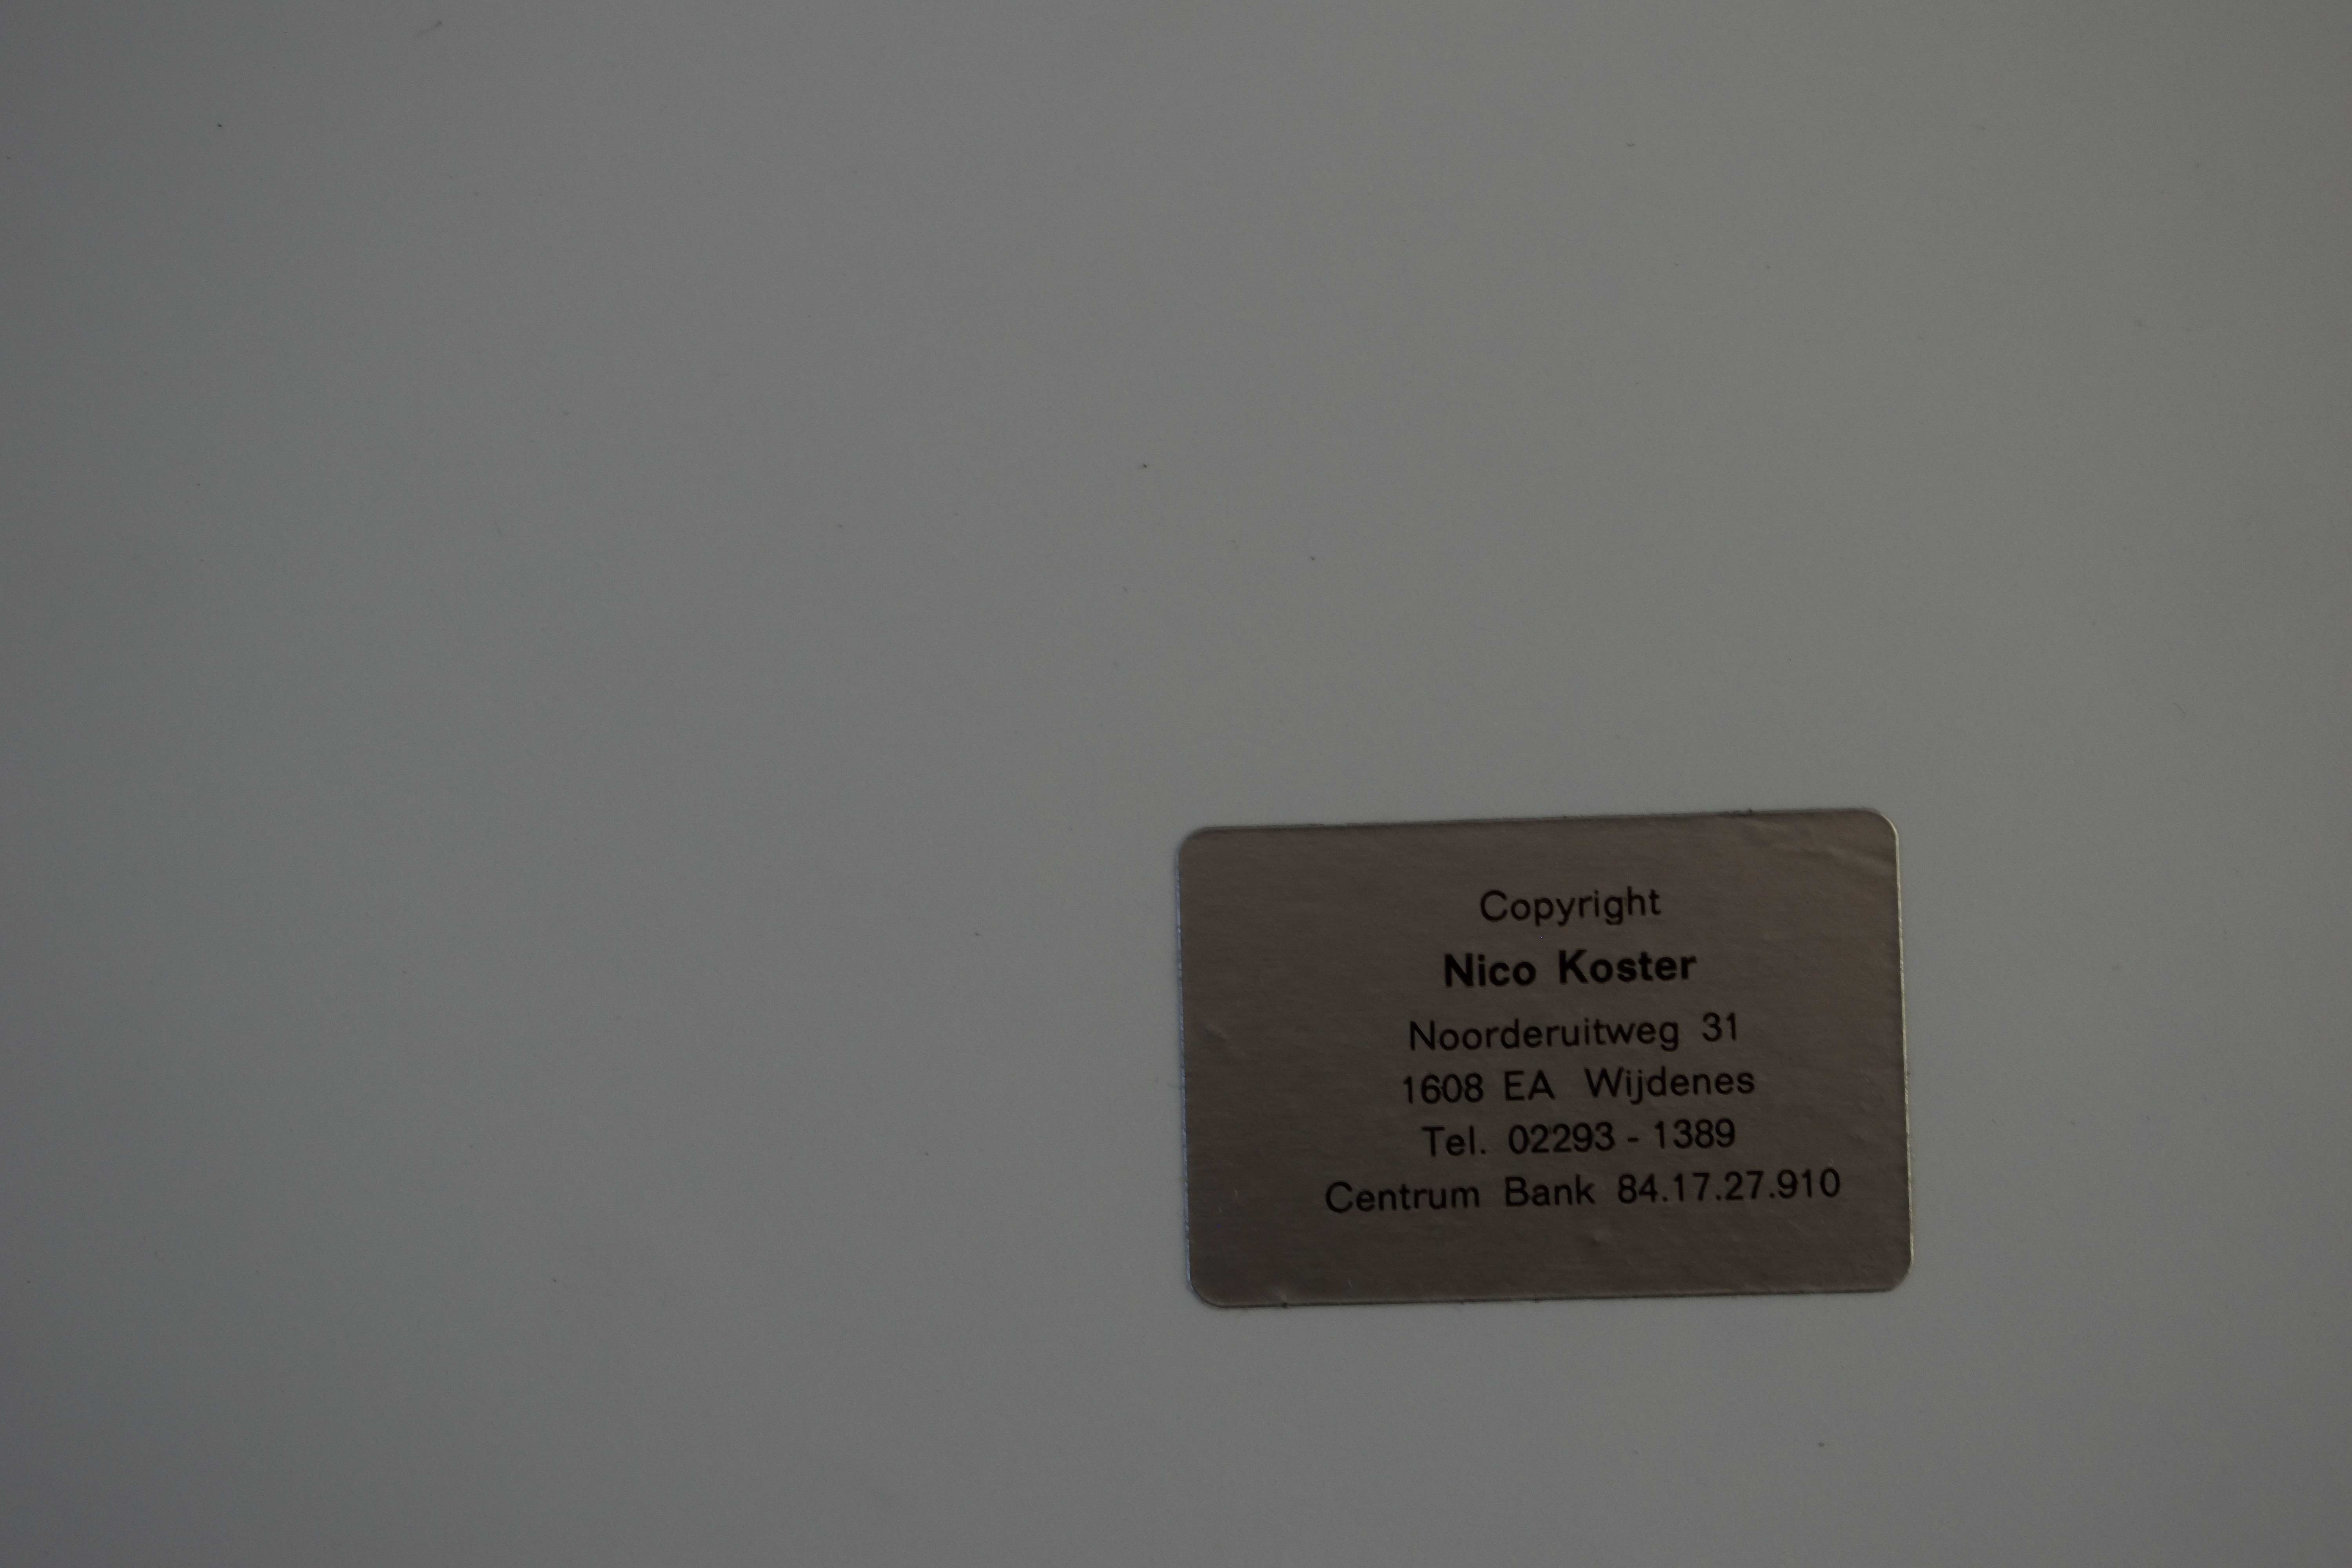 Copyright
Nico Koster
Noorderuitweg 31
1608 EA Wijdenes
Tel. 02293 - 1389
Centrum Bank 84.17.27.910